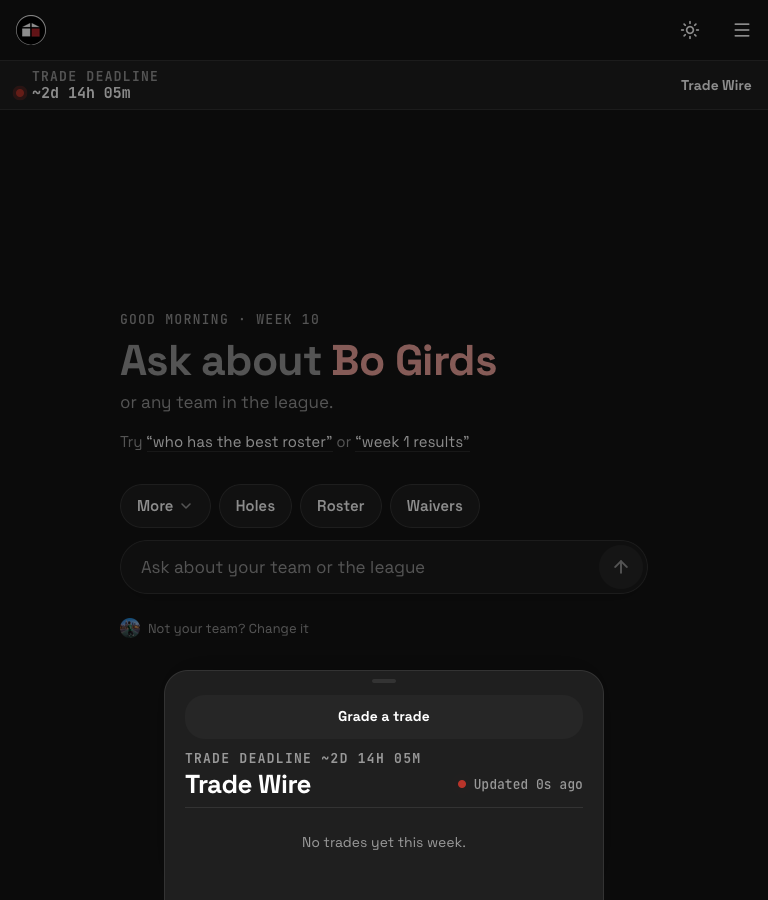 TRADE DEADLINE
~2d 14h 05m
Trade Wire
GOOD MORNING · WEEK 10
Ask about Bo Girds
or any team in the league.
Try “who has the best roster” or “week 1 results”
More
Holes
Roster
Waivers
Ask about your team or the league
Not your team? Change it
Grade a trade
TRADE DEADLINE ~2D 14H 05M
Trade Wire
Updated 0s ago
No trades yet this week.